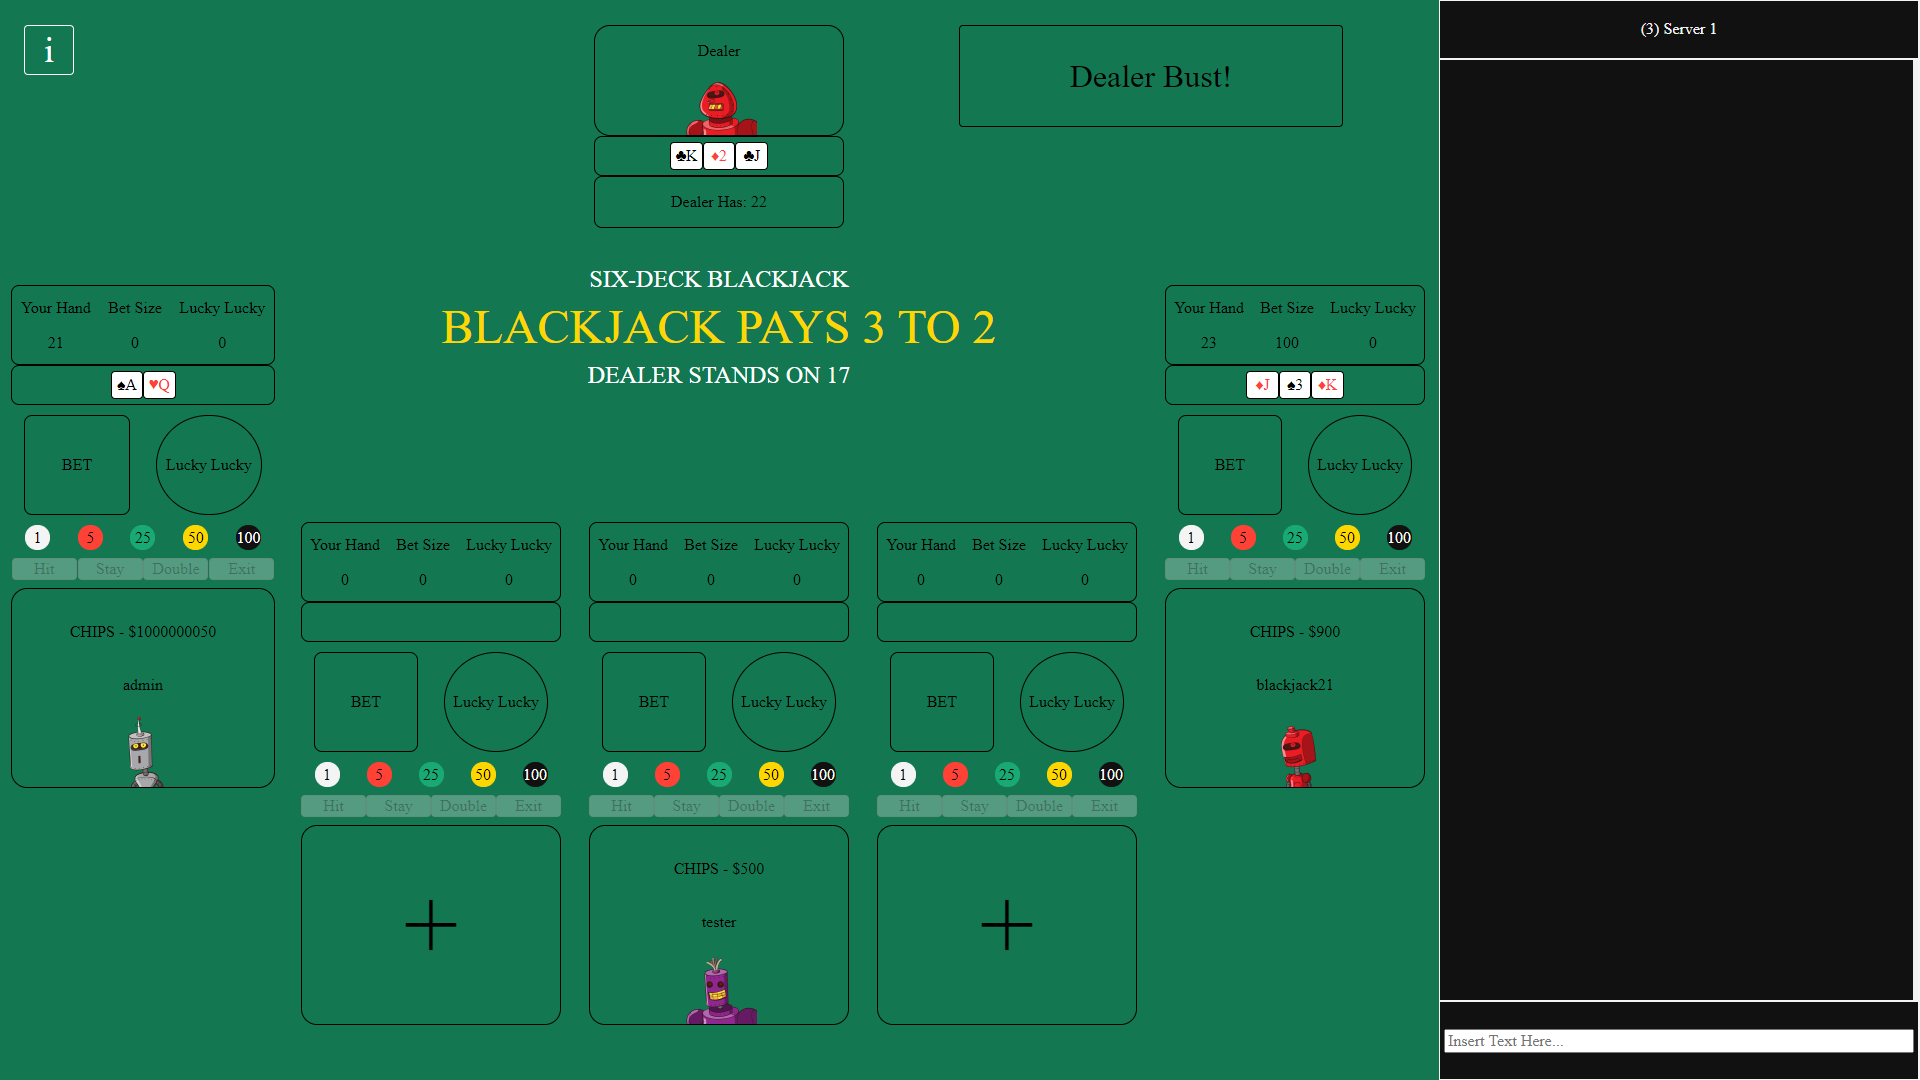 i
Dealer
♣K ♦2 ♣J
Dealer Has: 22
Dealer Bust!
(3) Server 1
SIX-DECK BLACKJACK
BLACKJACK PAYS 3 TO 2
DEALER STANDS ON 17
Your Hand Bet Size Lucky Lucky
21 0 0
♠A ♥Q
BET Lucky Lucky
1 5 25 50 100
Hit Stay Double Exit
CHIPS - $1000000050
admin
Your Hand Bet Size Lucky Lucky
0 0 0
BET Lucky Lucky
1 5 25 50 100
Hit Stay Double Exit
Your Hand Bet Size Lucky Lucky
0 0 0
BET Lucky Lucky
1 5 25 50 100
Hit Stay Double Exit
CHIPS - $500
tester
Your Hand Bet Size Lucky Lucky
0 0 0
BET Lucky Lucky
1 5 25 50 100
Hit Stay Double Exit
Your Hand Bet Size Lucky Lucky
23 100 0
♦J ♠3 ♦K
BET Lucky Lucky
1 5 25 50 100
Hit Stay Double Exit
CHIPS - $900
blackjack21
Insert Text Here...